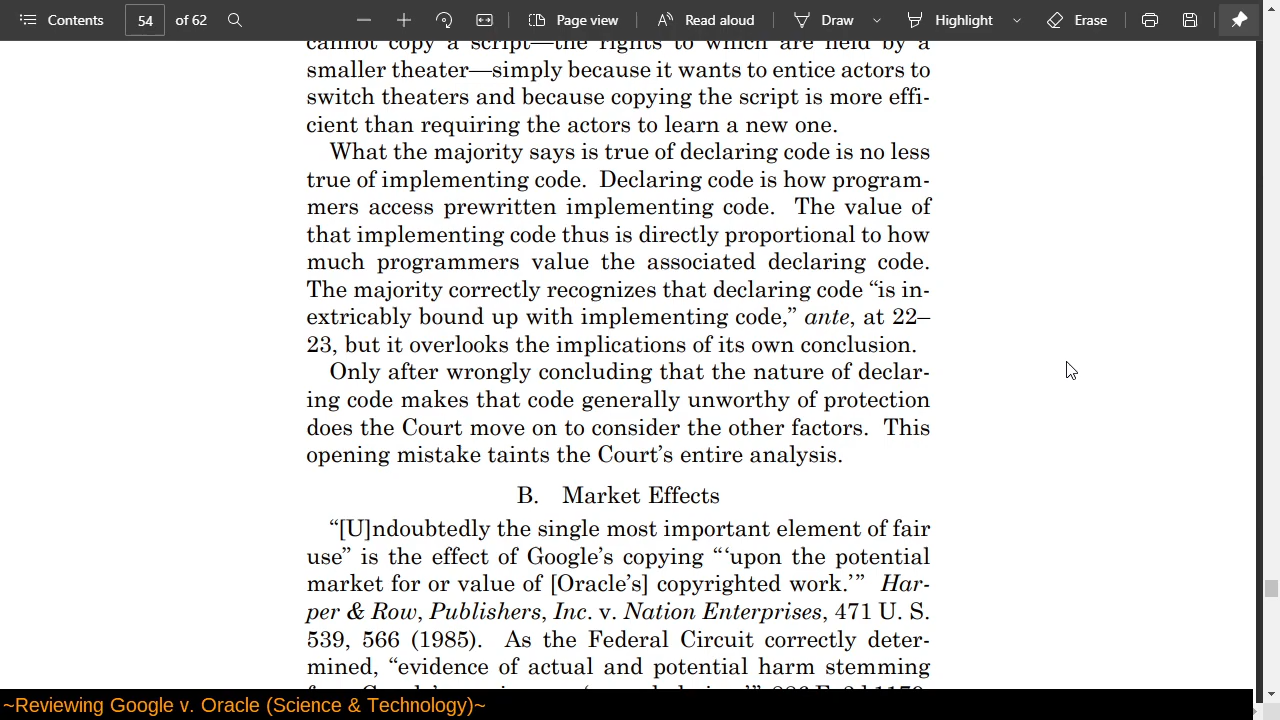 Contents 54 of 62 Page view Read aloud Draw Highlight Erase
cannot copy a script—the rights to which are held by a
smaller theater—simply because it wants to entice actors to
switch theaters and because copying the script is more effi-
cient than requiring the actors to learn a new one.
What the majority says is true of declaring code is no less
true of implementing code. Declaring code is how program-
mers access prewritten implementing code. The value of
that implementing code thus is directly proportional to how
much programmers value the associated declaring code.
The majority correctly recognizes that declaring code “is in-
extricably bound up with implementing code,” ante, at 22–
23, but it overlooks the implications of its own conclusion.
Only after wrongly concluding that the nature of declar-
ing code makes that code generally unworthy of protection
does the Court move on to consider the other factors. This
opening mistake taints the Court’s entire analysis.
B. Market Effects
“[U]ndoubtedly the single most important element of fair
use” is the effect of Google’s copying “‘upon the potential
market for or value of [Oracle’s] copyrighted work.’” Har-
per & Row, Publishers, Inc. v. Nation Enterprises, 471 U. S.
539, 566 (1985). As the Federal Circuit correctly deter-
mined, “evidence of actual and potential harm stemming
~Reviewing Google v. Oracle (Science & Technology)~